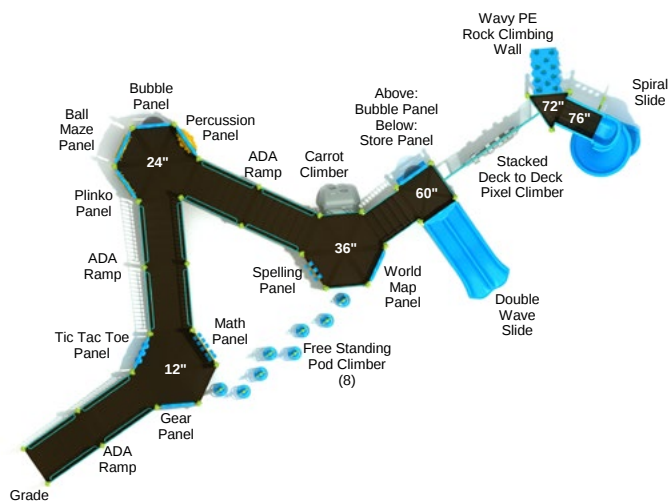 Wavy PE
Rock Climbing
Wall
Spiral
Slide
Bubble
Panel
Above:
Bubble Panel
Below:
Store Panel
72"
76"
Ball
Maze
Panel
Percussion
Panel
24"
ADA
Ramp
Carrot
Climber
60"
Stacked
Deck to Deck
Pixel Climber
Plinko
Panel
36"
ADA
Ramp
Spelling
Panel
World
Map
Panel
Double
Wave
Slide
Tic Tac Toe
Panel
Math
Panel
Free Standing
Pod Climber
(8)
12"
Gear
Panel
ADA
Ramp
Grade